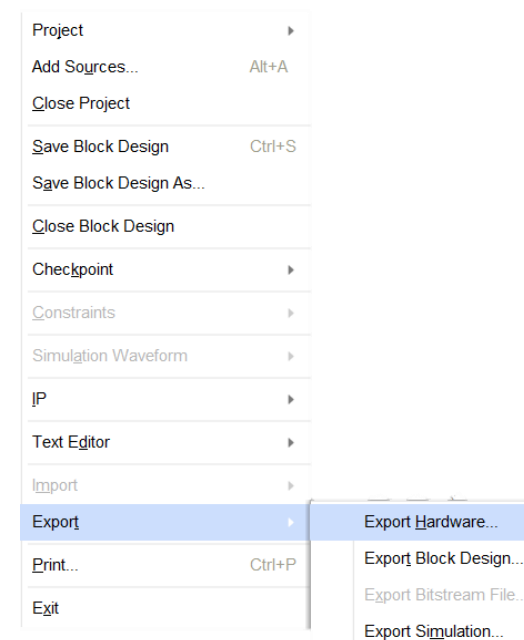 Project
Add Sources... Alt+A
Close Project
Save Block Design Ctrl+S
Save Block Design As...
Close Block Design
Checkpoint
Constraints
Simulation Waveform
IP
Text Editor
Import
Export
Export Hardware...
Export Block Design...
Export Bitstream File...
Export Simulation...
Print... Ctrl+P
Exit